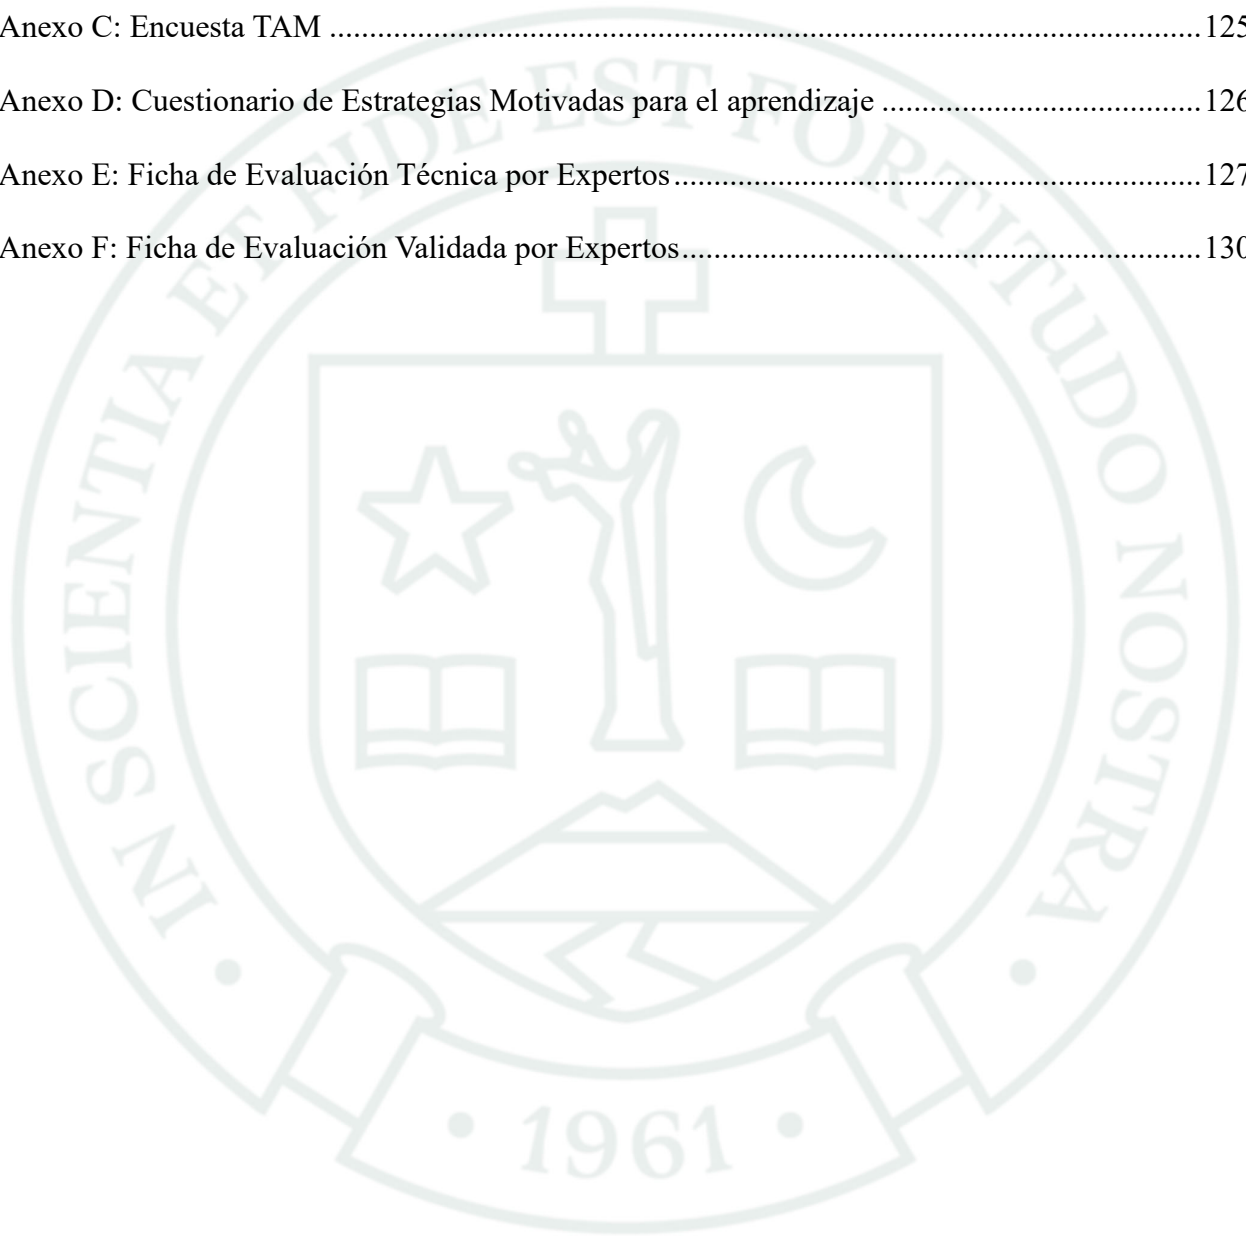 Anexo C: Encuesta TAM ........................................................................................................... 125
Anexo D: Cuestionario de Estrategias Motivadas para el aprendizaje ....................................... 126
Anexo E: Ficha de Evaluación Técnica por Expertos ................................................................. 127
Anexo F: Ficha de Evaluación Validada por Expertos ................................................................ 130
IN SCIENTIA ET FIDE EST FORTITUDO NOSTRA
• 1961 •